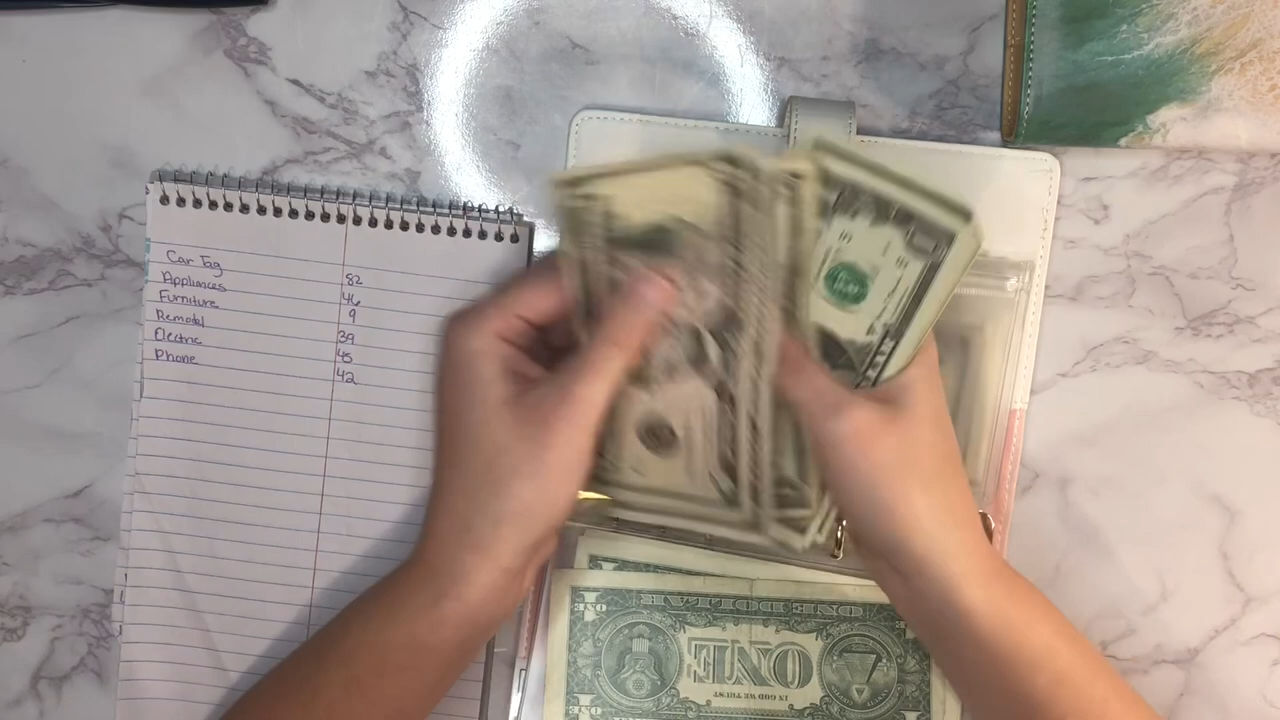 Car Tag
Appliances 82
Furniture 46
Remodel 9
Electric 39
Phone 45
42
ONE DOLLAR
ONE
ONE
IN GOD WE TRUST